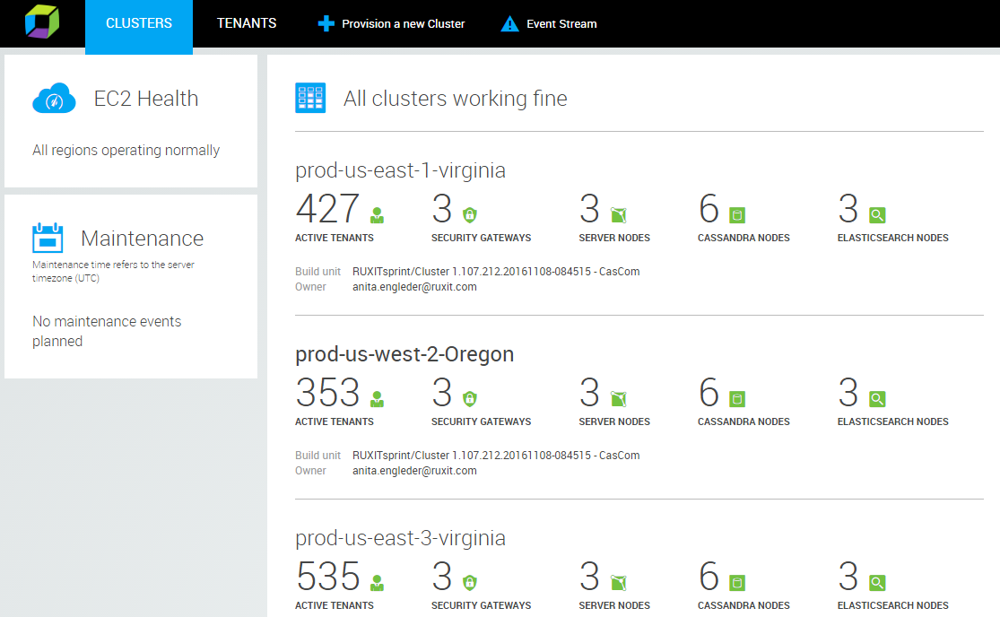 CLUSTERS TENANTS Provision a new Cluster Event Stream
EC2 Health
All regions operating normally
Maintenance
Maintenance time refers to the server
timezone (UTC)
No maintenance events
planned
All clusters working fine
prod-us-east-1-virginia
427 3 3 6 3
ACTIVE TENANTS SECURITY GATEWAYS SERVER NODES CASSANDRA NODES ELASTICSEARCH NODES
Build unit RUXITsprint/Cluster 1.107.212.20161108-084515 - CasCom
Owner anita.engleder@ruxit.com
prod-us-west-2-Oregon
353 3 3 6 3
ACTIVE TENANTS SECURITY GATEWAYS SERVER NODES CASSANDRA NODES ELASTICSEARCH NODES
Build unit RUXITsprint/Cluster 1.107.212.20161108-084515 - CasCom
Owner anita.engleder@ruxit.com
prod-us-east-3-virginia
535 3 3 6 3
ACTIVE TENANTS SECURITY GATEWAYS SERVER NODES CASSANDRA NODES ELASTICSEARCH NODES